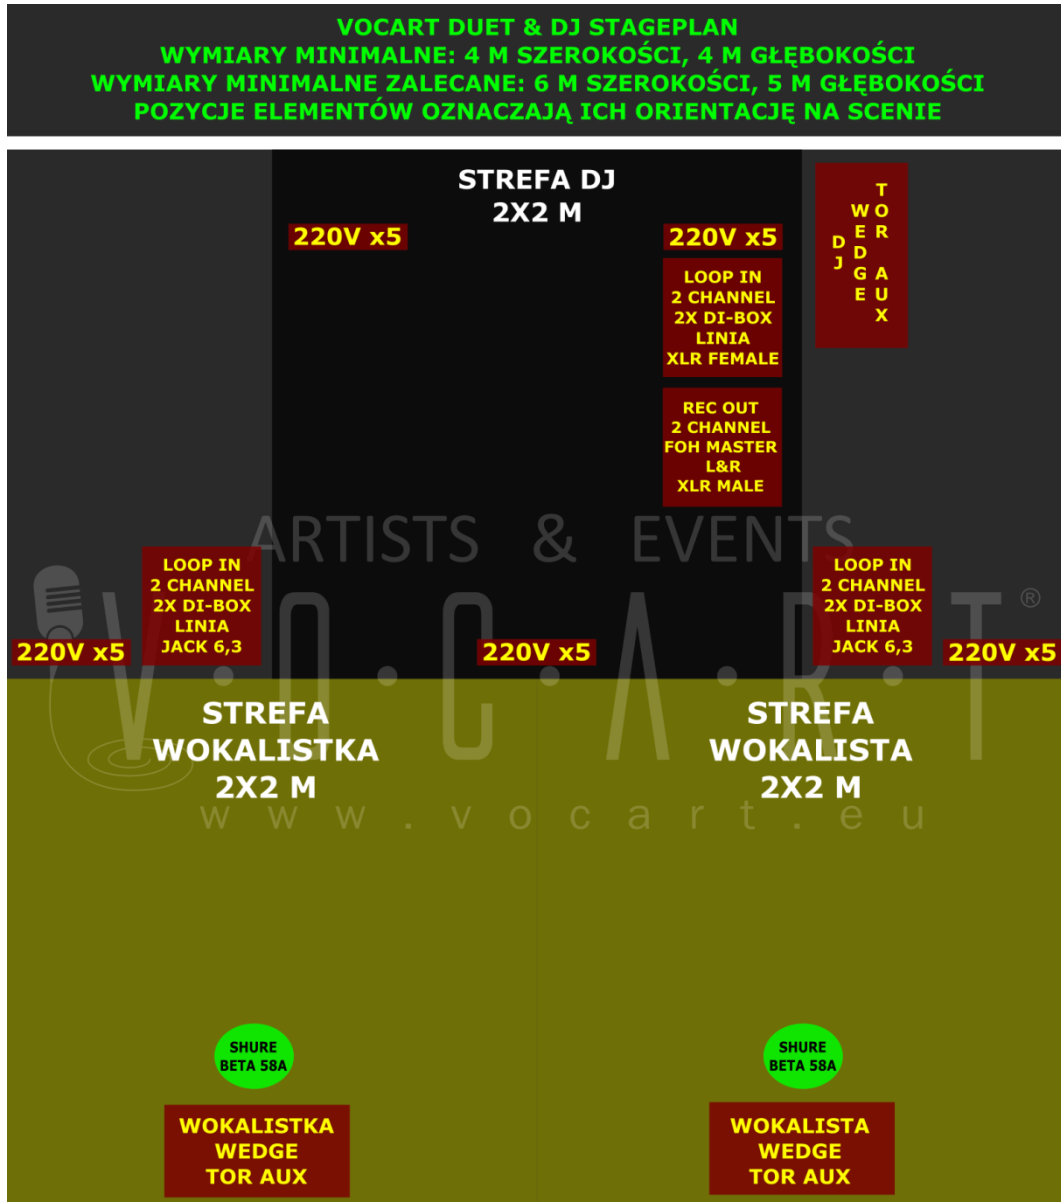 VOCART DUET & DJ STAGEPLAN
WYMIARY MINIMALNE: 4 M SZEROKOŚCI, 4 M GŁĘBOKOŚCI
WYMIARY MINIMALNE ZALECANE: 6 M SZEROKOŚCI, 5 M GŁĘBOKOŚCI
POZYCJE ELEMENTÓW OZNACZAJĄ ICH ORIENTACJĘ NA SCENIE
STREFA DJ
2X2 M
220V x5
220V x5
LOOP IN
2 CHANNEL
2X DI-BOX
LINIA
XLR FEMALE
REC OUT
2 CHANNEL
FOH MASTER
L&R
XLR MALE
DJ
WEDGE
TOR AUX
ARTISTS & EVENTS
LOOP IN
2 CHANNEL
2X DI-BOX
LINIA
JACK 6,3
LOOP IN
2 CHANNEL
2X DI-BOX
LINIA
JACK 6,3
220V x5
220V x5
220V x5
V•O•C•A•R•T®
STREFA
WOKALISTKA
2X2 M
STREFA
WOKALISTA
2X2 M
www.vocart.eu
SHURE
BETA 58A
SHURE
BETA 58A
WOKALISTKA
WEDGE
TOR AUX
WOKALISTA
WEDGE
TOR AUX